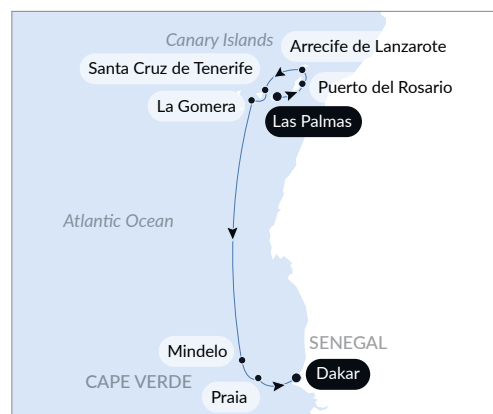 Canary Islands
Arrecife de Lanzarote
Santa Cruz de Tenerife
Puerto del Rosario
La Gomera
Las Palmas
Atlantic Ocean
SENEGAL
Mindelo
Dakar
CAPE VERDE
Praia